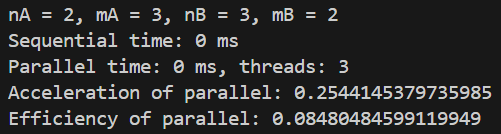 nA = 2, mA = 3, nB = 3, mB = 2
Sequential time: 0 ms
Parallel time: 0 ms, threads: 3
Acceleration of parallel: 0.2544145379735985
Efficiency of parallel: 0.08480484599119949